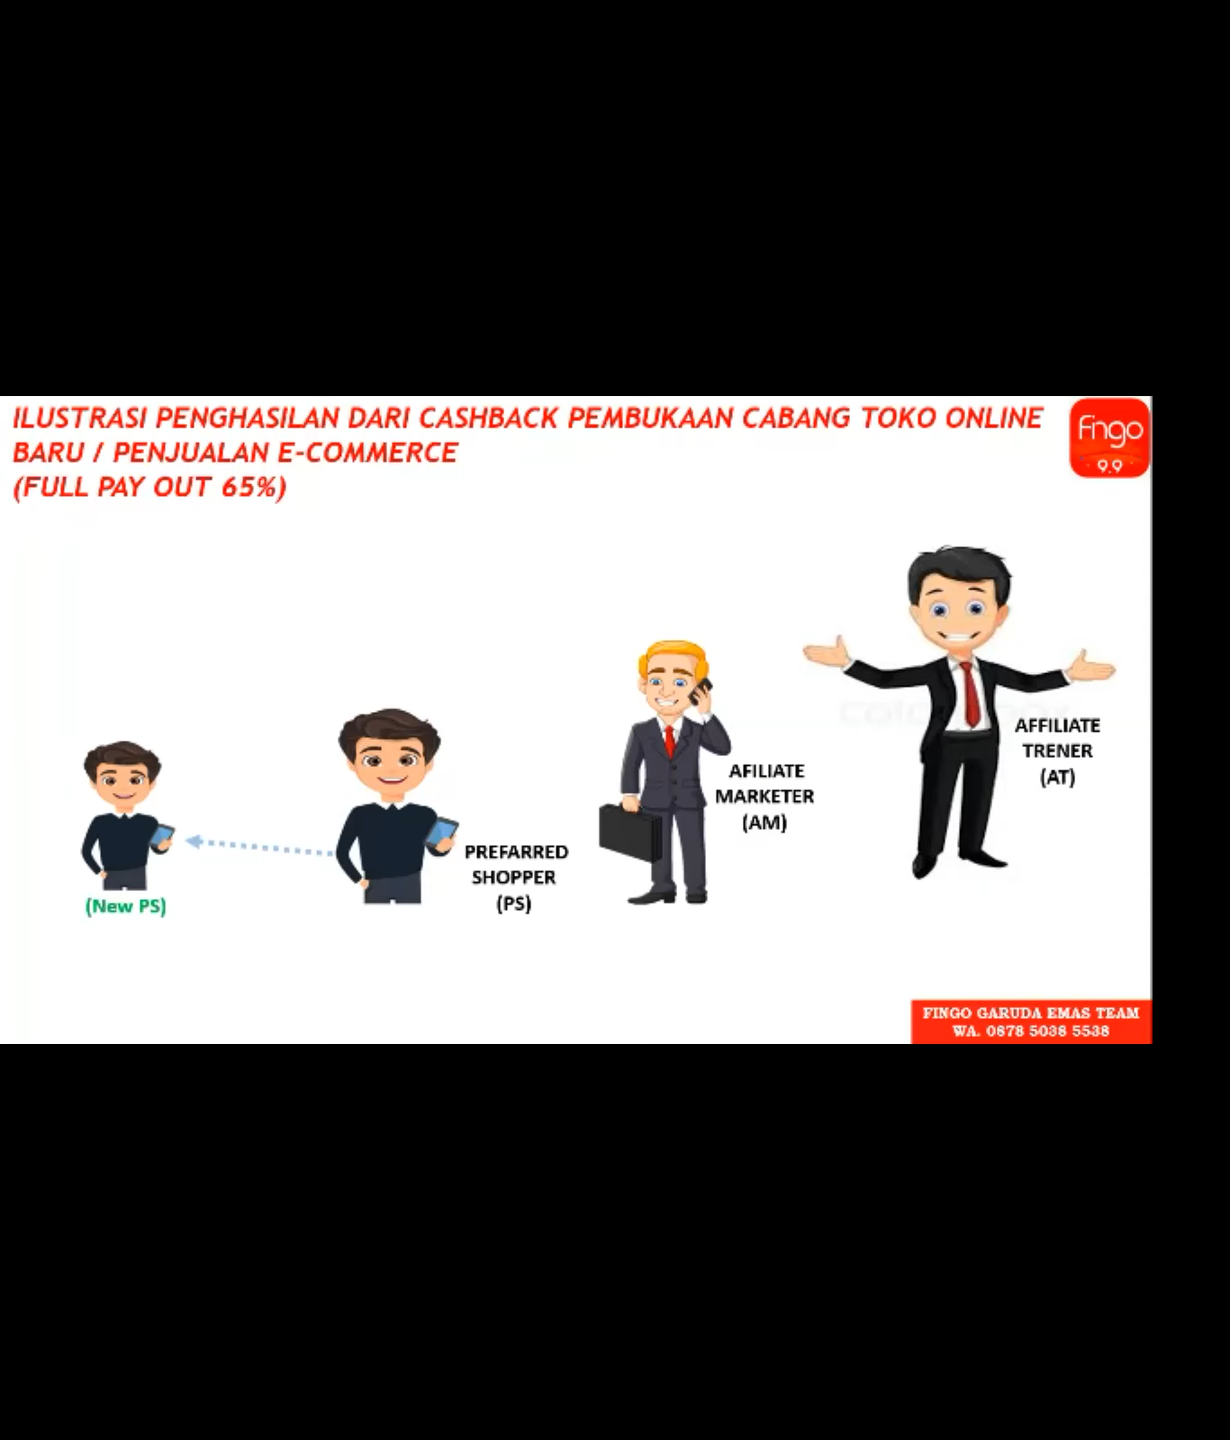 ILUSTRASI PENGHASILAN DARI CASHBACK PEMBUKAAN CABANG TOKO ONLINE
BARU / PENJUALAN E-COMMERCE
(FULL PAY OUT 65%)
Fingo
9.9
(New PS)
PREFARRED
SHOPPER
(PS)
AFILIATE
MARKETER
(AM)
AFFILIATE
TRENER
(AT)
FINGO GARUDA EMAS TEAM
WA. 0878 5038 5538